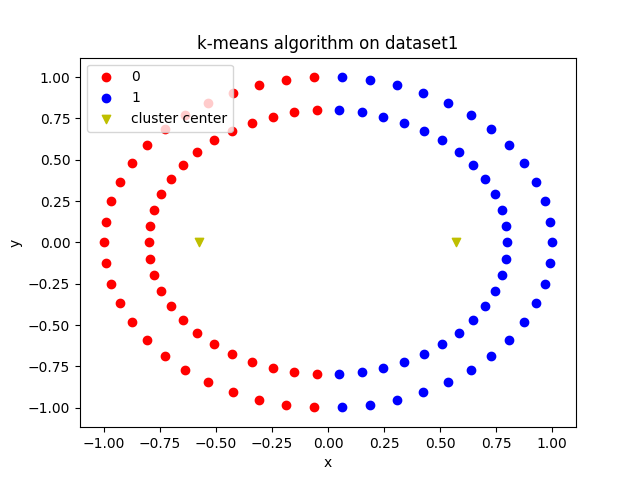 k-means algorithm on dataset1
0
1
cluster center
1.00
0.75
0.50
0.25
0.00
−0.25
−0.50
−0.75
−1.00
y
−1.00 −0.75 −0.50 −0.25 0.00 0.25 0.50 0.75 1.00
x